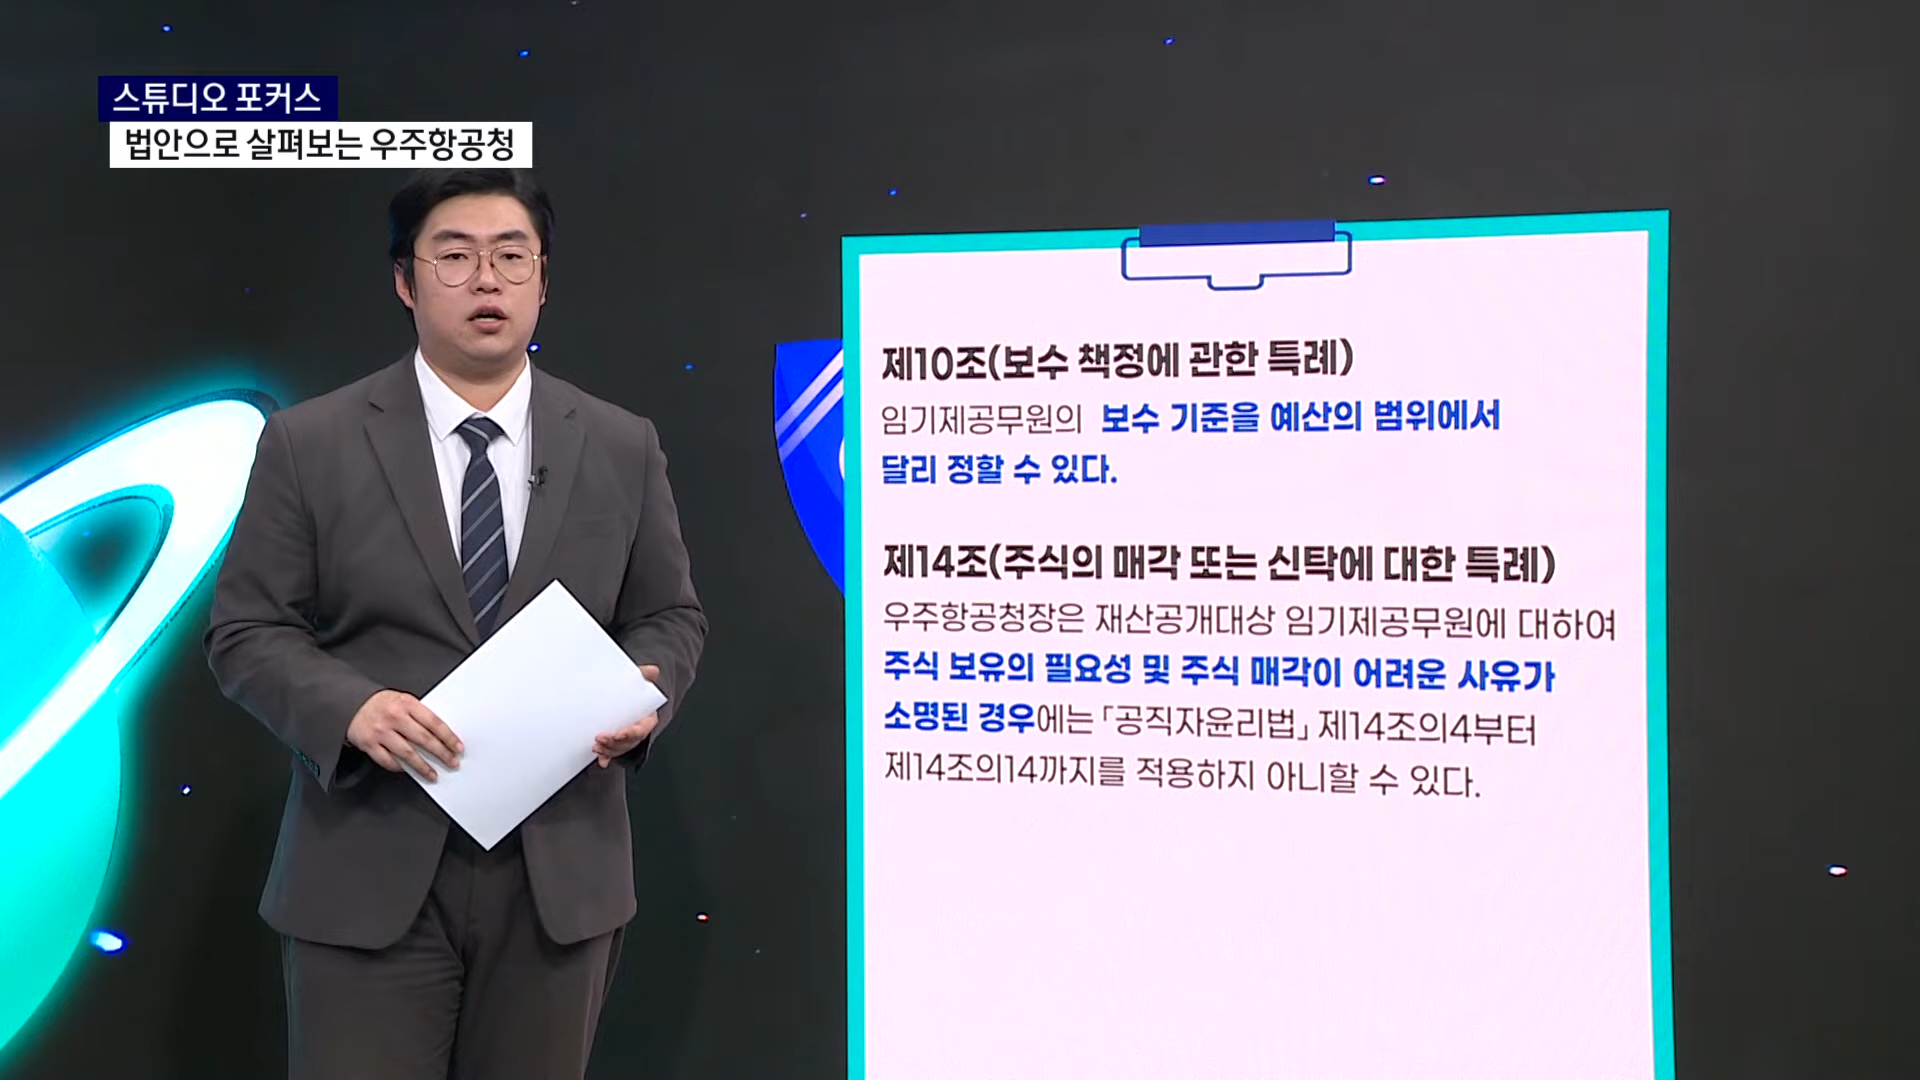 스튜디오 포커스
법안으로 살펴보는 우주항공청
제10조(보수 책정에 관한 특례)
임기제공무원의 보수 기준을 예산의 범위에서
달리 정할 수 있다.
제14조(주식의 매각 또는 신탁에 대한 특례)
우주항공청장은 재산공개대상 임기제공무원에 대하여
주식 보유의 필요성 및 주식 매각이 어려운 사유가
소명된 경우에는 「공직자윤리법」 제14조의4부터
제14조의14까지를 적용하지 아니할 수 있다.